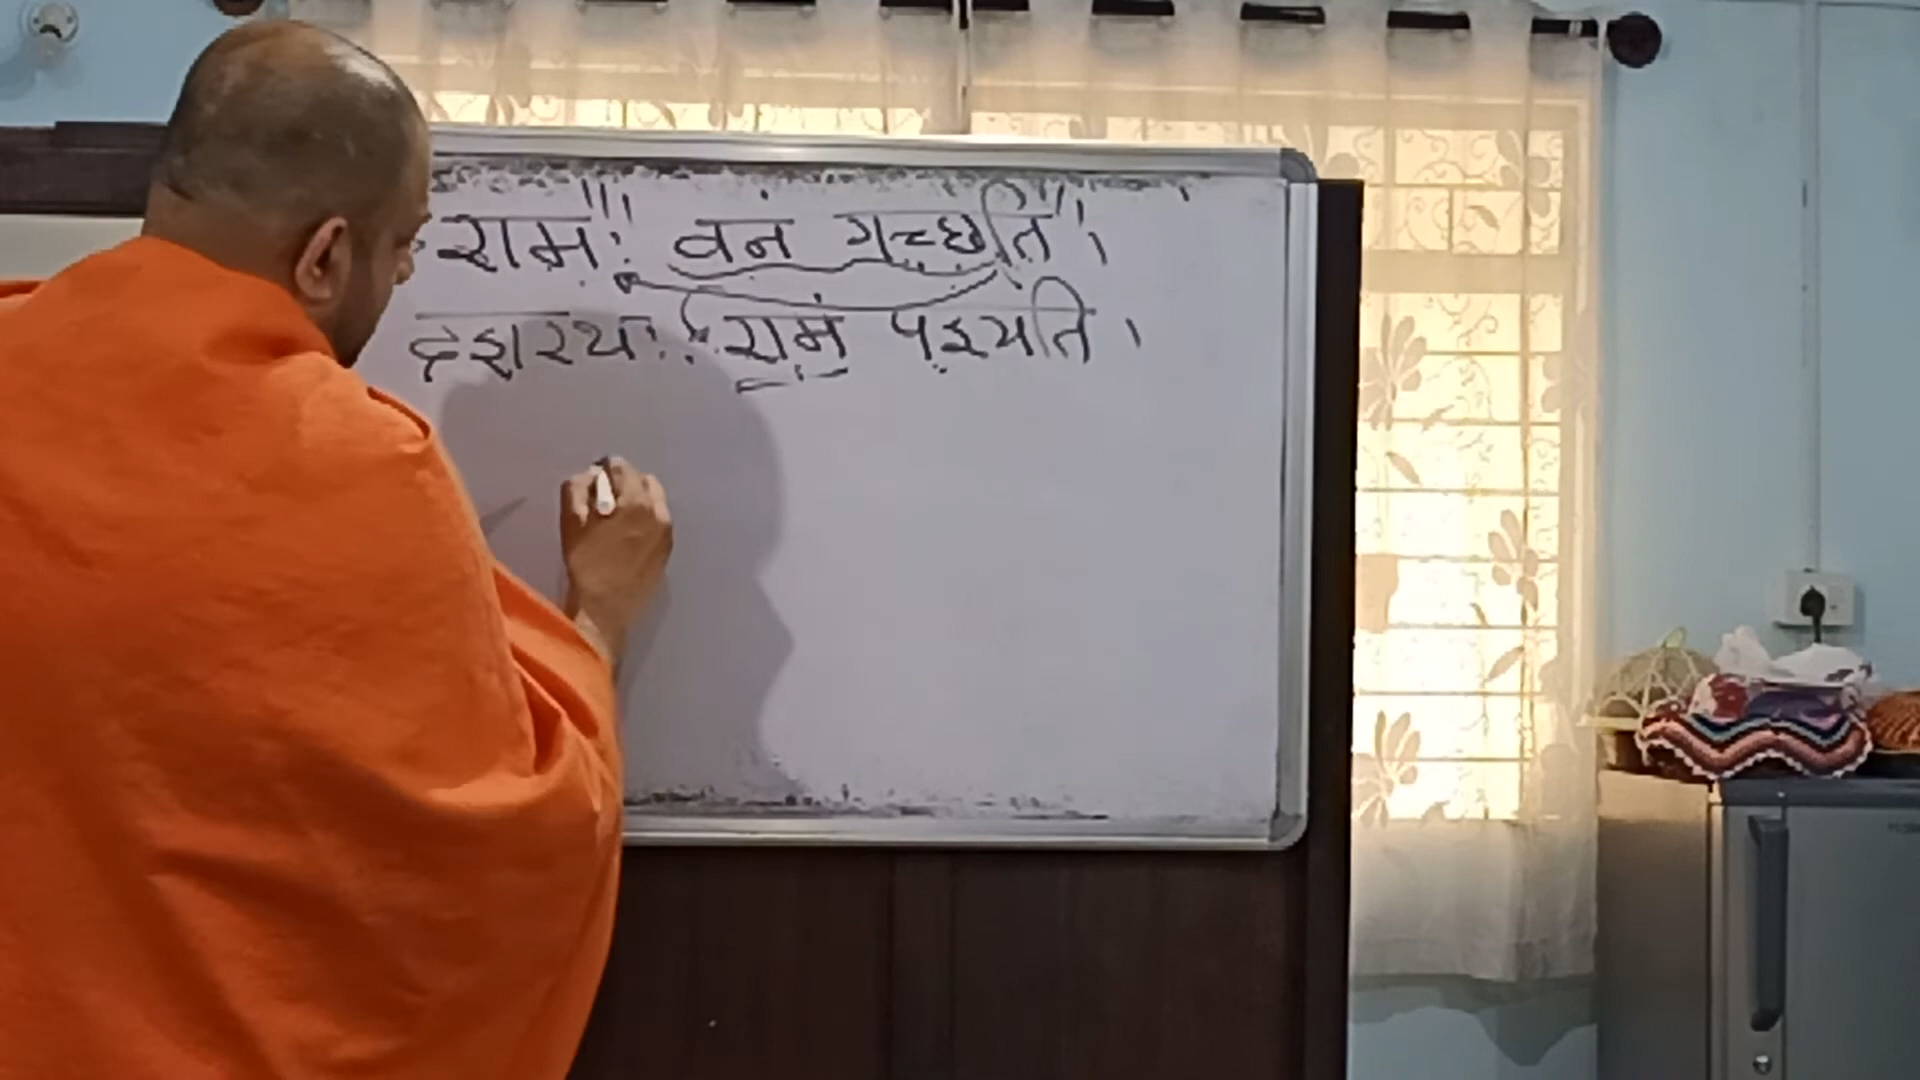 रामः वनं गच्छति ।
दशरथः रामं पश्यति ।